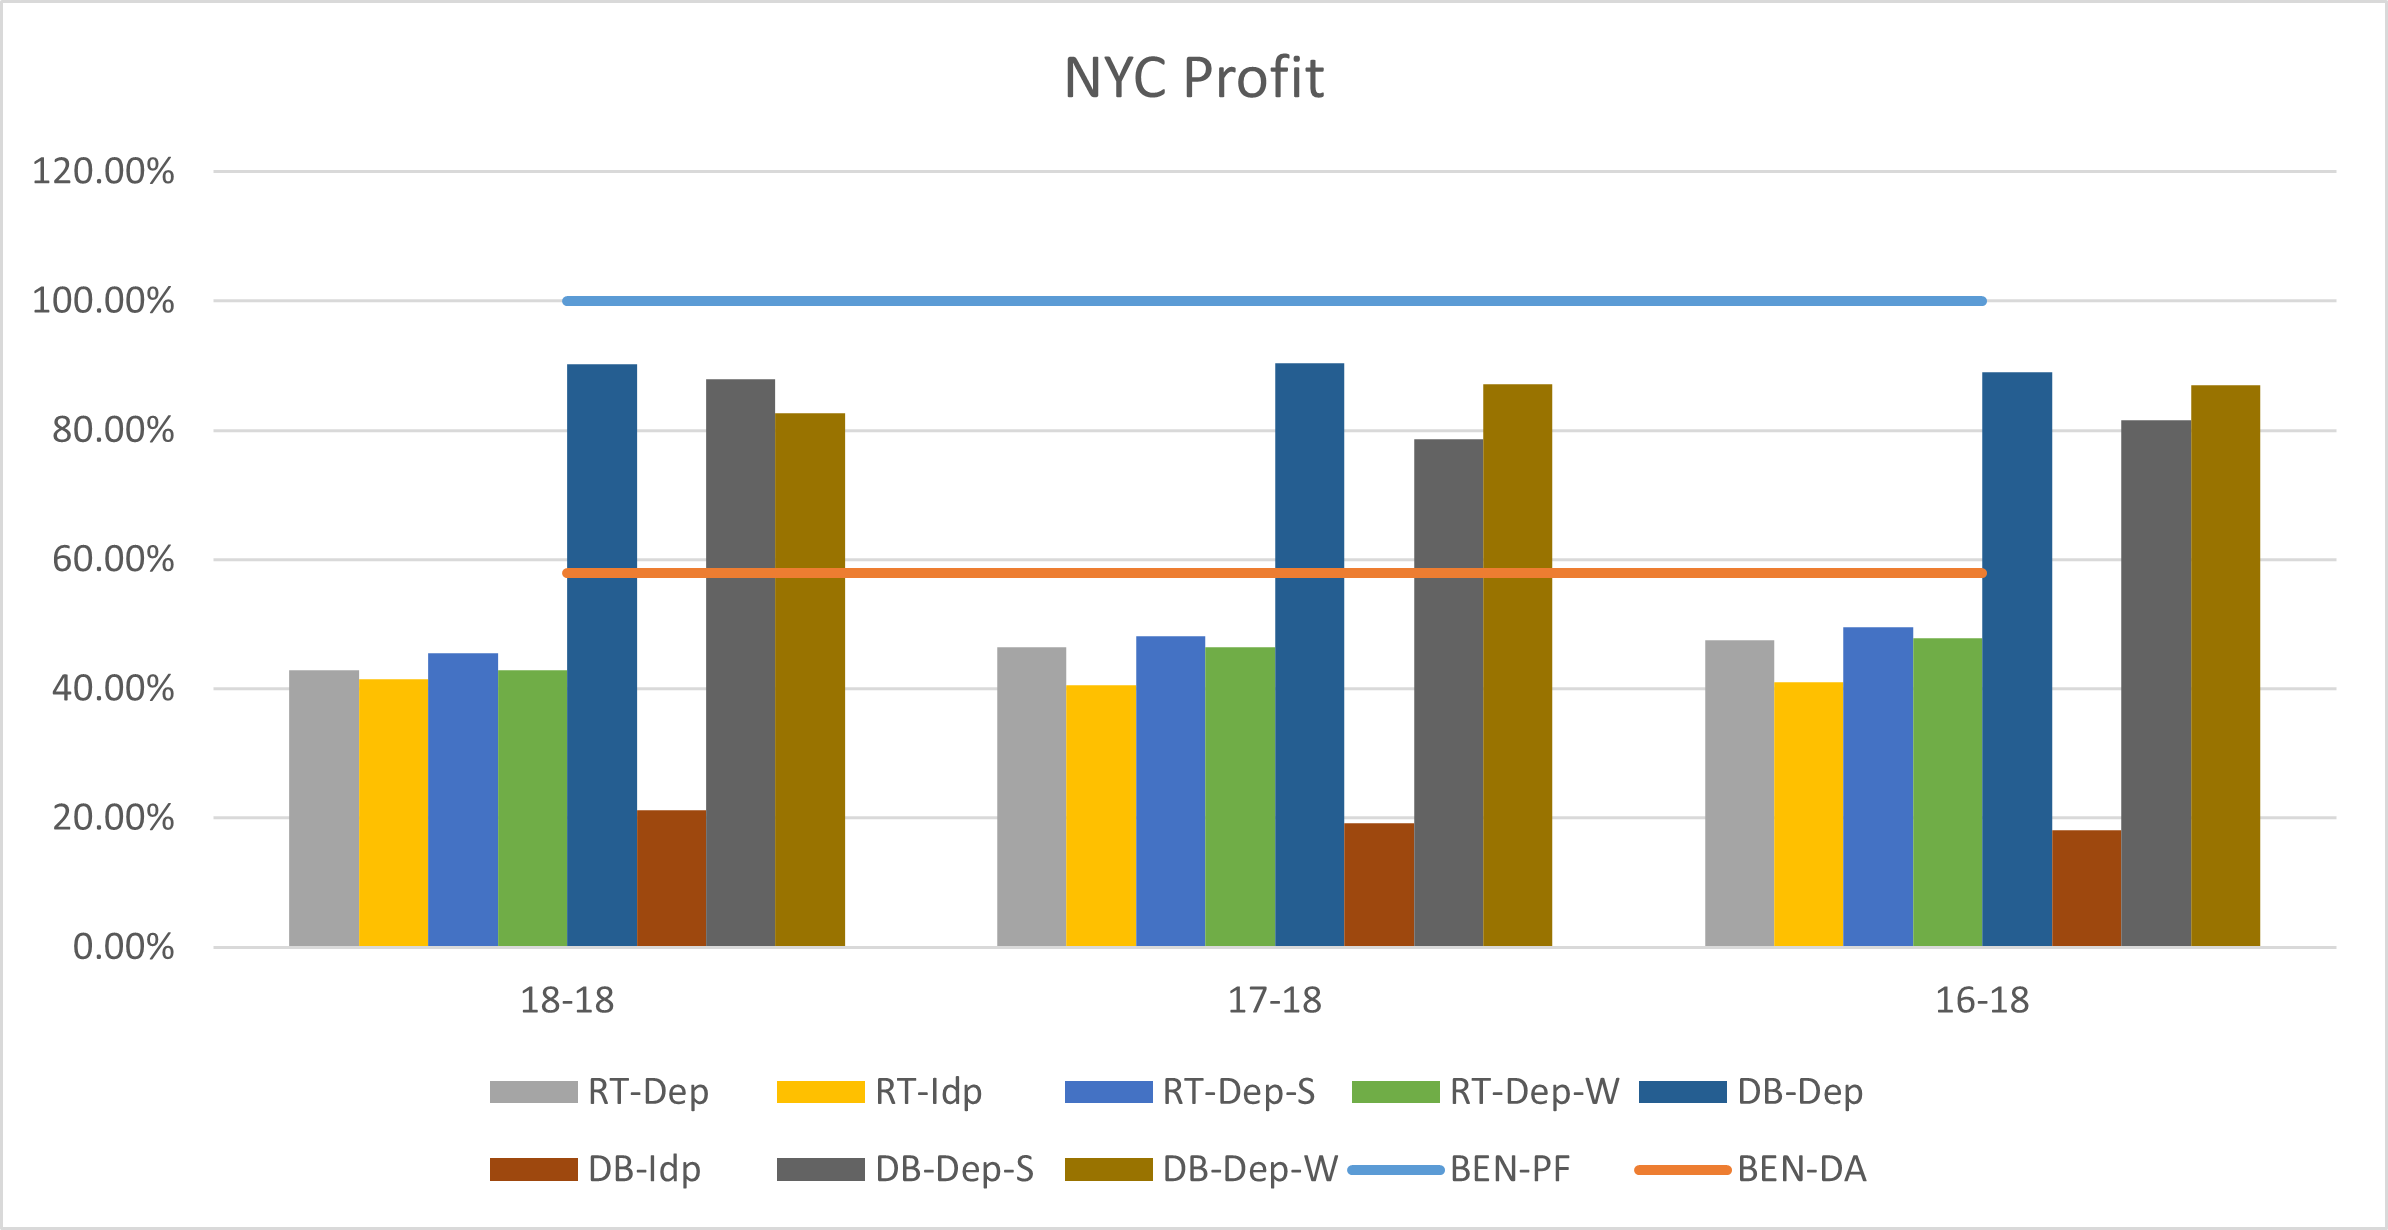 NYC Profit
120.00%
100.00%
80.00%
60.00%
40.00%
20.00%
0.00%
18-18 17-18 16-18
RT-Dep RT-Idp RT-Dep-S RT-Dep-W DB-Dep
DB-Idp DB-Dep-S DB-Dep-W BEN-PF BEN-DA